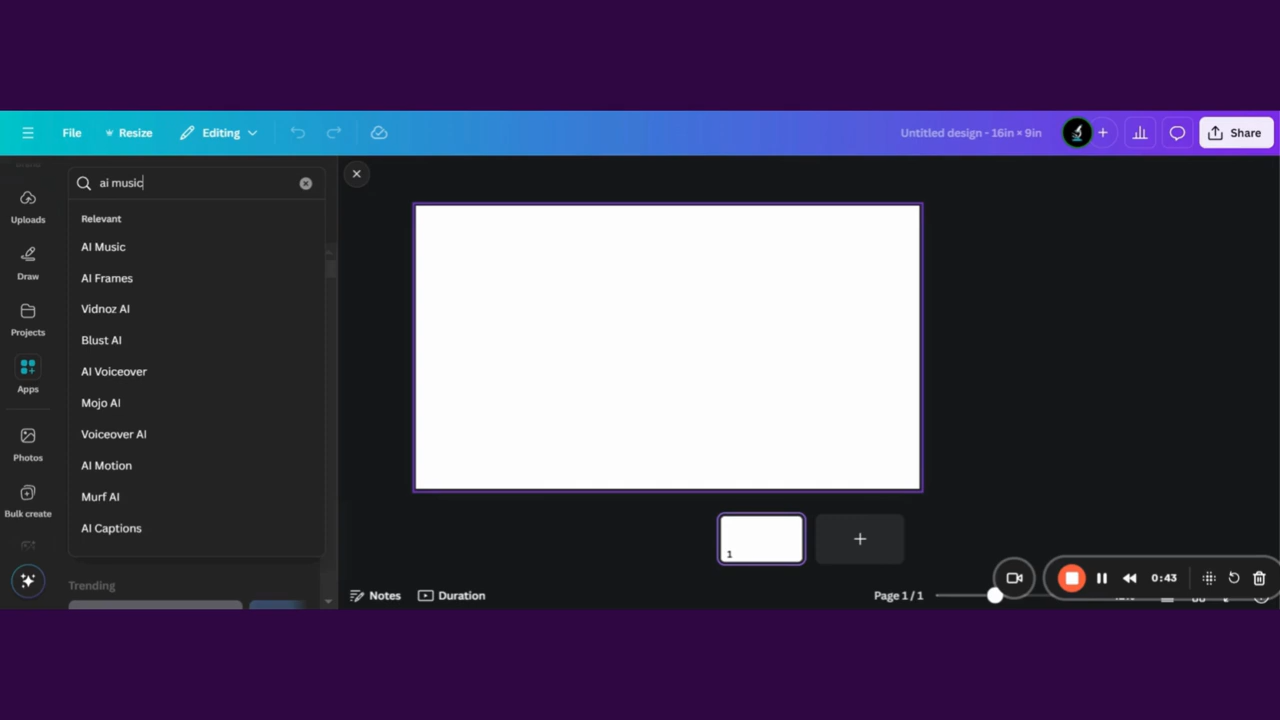 File Resize Editing Untitled design - 16in × 9in + Share
ai music
Relevant
AI Music
AI Frames
Vidnoz AI
Blust AI
AI Voiceover
Mojo AI
Voiceover AI
AI Motion
Murf AI
AI Captions
Trending
Uploads
Draw
Projects
Apps
Photos
Bulk create
1
Notes Duration Page 1 / 1
0:43